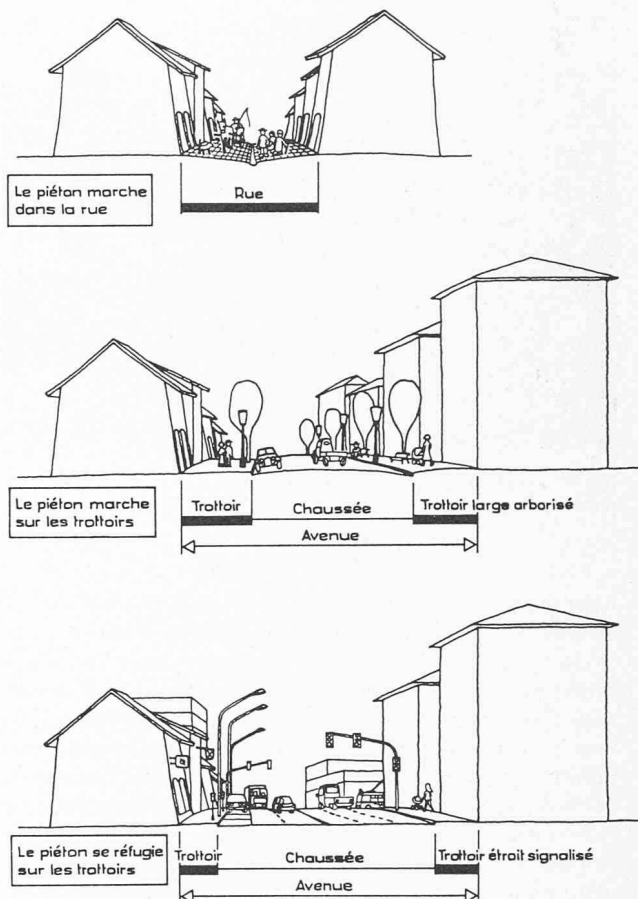 Le piéton marche
dans la rue
Rue
Le piéton marche
sur les trottoirs
Trottoir
Chaussée
Trottoir large arborisé
Avenue
Le piéton se réfugie
sur les trottoirs
Trottoir
Chaussée
Trottoir étroit signalisé
Avenue